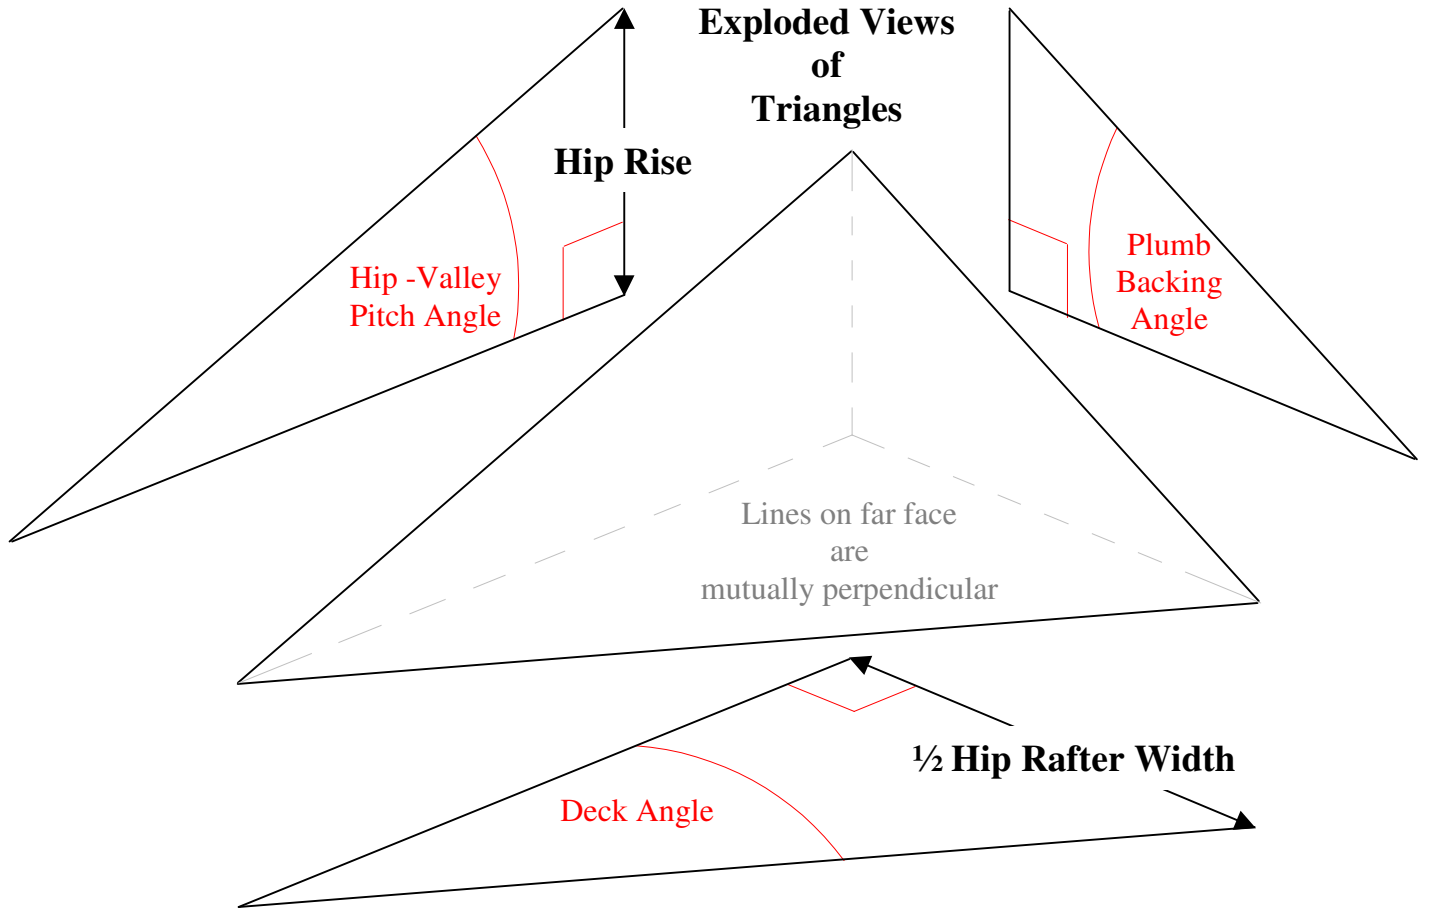 Exploded Views
of
Triangles
Hip Rise
Hip -Valley
Pitch Angle
Plumb
Backing
Angle
Lines on far face
are
mutually perpendicular
½ Hip Rafter Width
Deck Angle